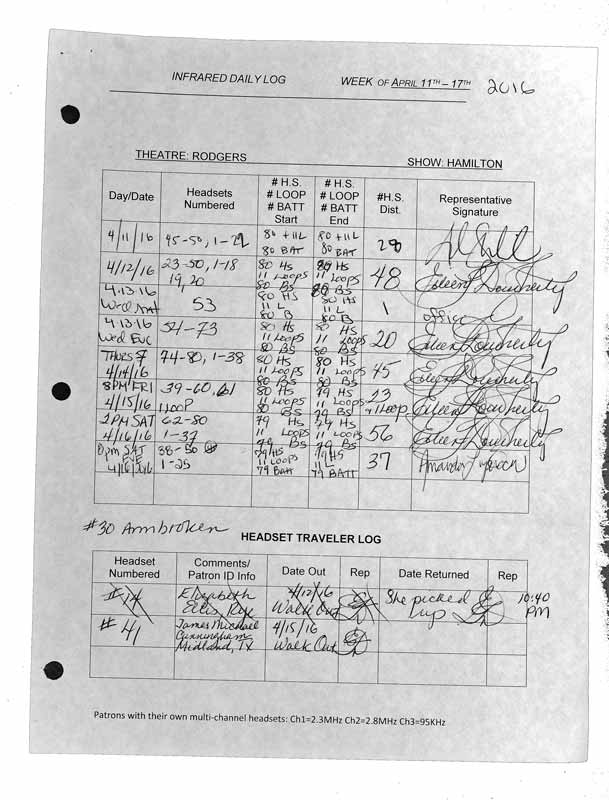 INFRARED DAILY LOG WEEK OF APRIL 11TH – 17TH 2016
THEATRE: RODGERS SHOW: HAMILTON
Day/Date
Headsets
Numbered
# H.S.
# LOOP
# BATT
Start
# H.S.
# LOOP
# BATT
End
#H.S.
Dist.
Representative
Signature
4/11/16 45-50, 1-22 80 + 11L 80 + 11L 28
80 BAT 80 BAT
4/12/16 23-50, 1-18 80 HS HS 48 Eileen Dougherty
19, 20 11 Loops 11 Loops
80 BS 80 BS
4.13.16 53 80 HS 80 HS 1 office
Wed Mat 11 L 11 L
80 B 80 B
4.13.16 54-73 80 HS 80 HS 20 Eileen Dougherty
Wed Eve 11 Loops 11 Loops
80 BS 80 BS
THURS 7 74-80, 1-38 80 HS 80 HS 45 Eileen Dougherty
4/14/16 11 Loops 11 Loops
80 BS 80 BS
8PM FRI 39-60, 61 80 HS 79 HS 23 Eileen Dougherty
4/15/16 1 LOOP 11 LOOPS 11 Loops + 1 Loop
80 BS 79 BS
2PM SAT 62-80 79 HS 79 HS 56 Eileen Dougherty
4/16/16 1-37 11 Loops 11 Loops
79 BS 79 BS
8pm SAT 38-50 79 HS 79 HS 37 Amanda
EVE 1-25 11 LOOPS 11 L
4/16/2016 79 BATT 79 BATT
#30 Arm broken
HEADSET TRAVELER LOG
Headset
Numbered
Comments/
Patron ID Info
Date Out
Rep
Date Returned
Rep
#14 Elizabeth 4/12/16 She picked 10:40
Ellis Walk Out up PM
#41 James Michael 4/15/16
Cunningham Walk Out
Midland, TX
Patrons with their own multi-channel headsets: Ch1=2.3MHz Ch2=2.8MHz Ch3=95KHz